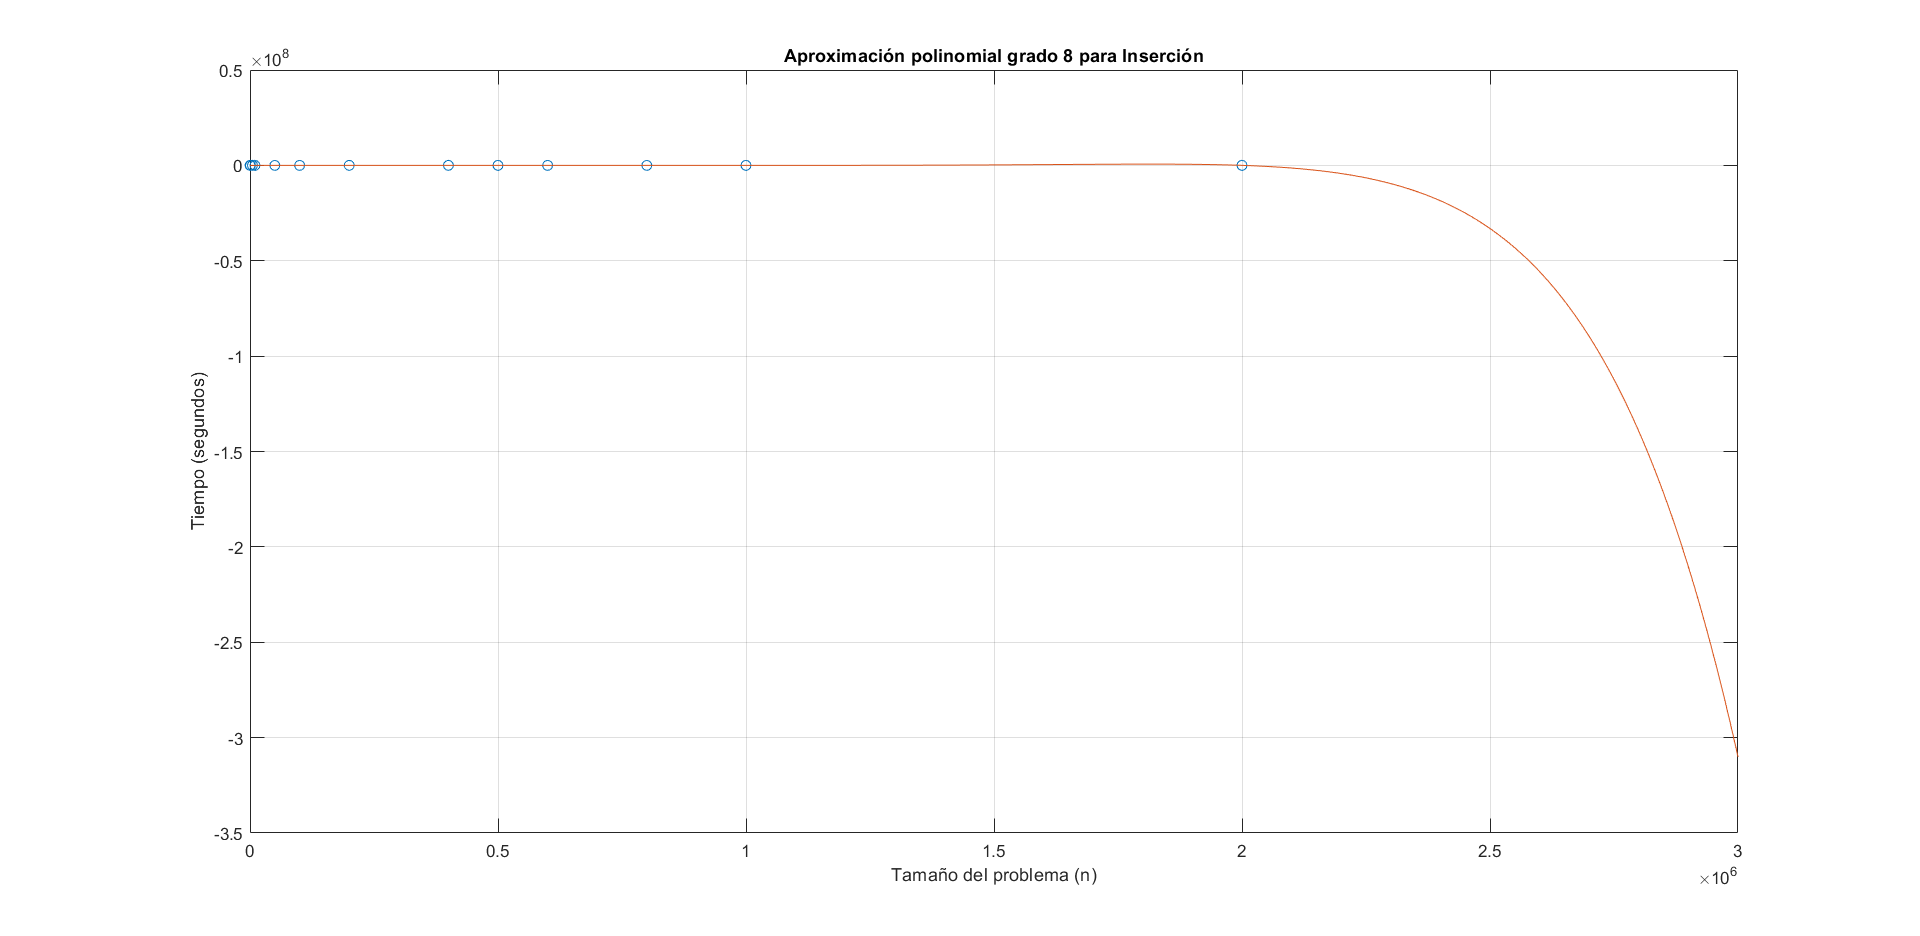 Aproximación polinomial grado 8 para Inserción
×10^8
0.5
0
-0.5
-1
-1.5
-2
-2.5
-3
-3.5
Tiempo (segundos)
0 0.5 1 1.5 2 2.5 3
×10^6
Tamaño del problema (n)